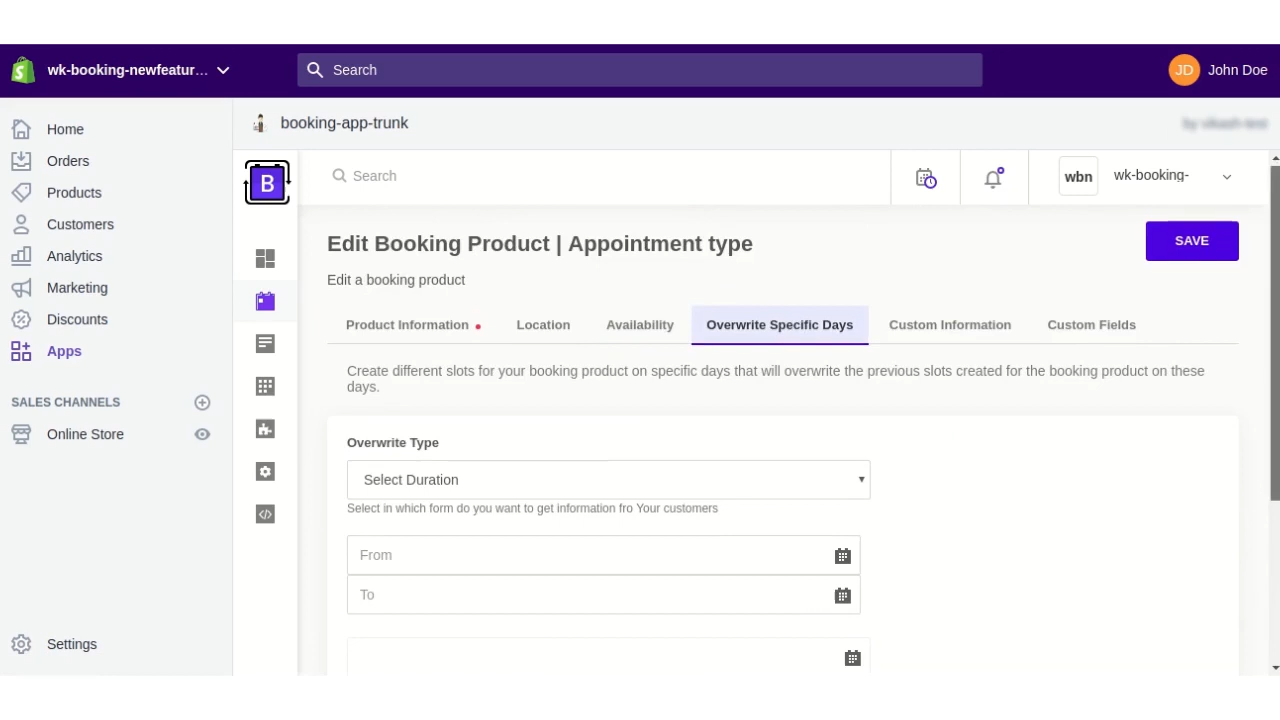 wk-booking-newfeatur...
Search
JD
John Doe
Home
Orders
Products
Customers
Analytics
Marketing
Discounts
Apps
SALES CHANNELS
Online Store
Settings
booking-app-trunk
B
Search
wbn
wk-booking-
Edit Booking Product | Appointment type
SAVE
Edit a booking product
Product Information
Location
Availability
Overwrite Specific Days
Custom Information
Custom Fields
Create different slots for your booking product on specific days that will overwrite the previous slots created for the booking product on these
days.
Overwrite Type
Select Duration
Select in which form do you want to get information fro Your customers
From
To